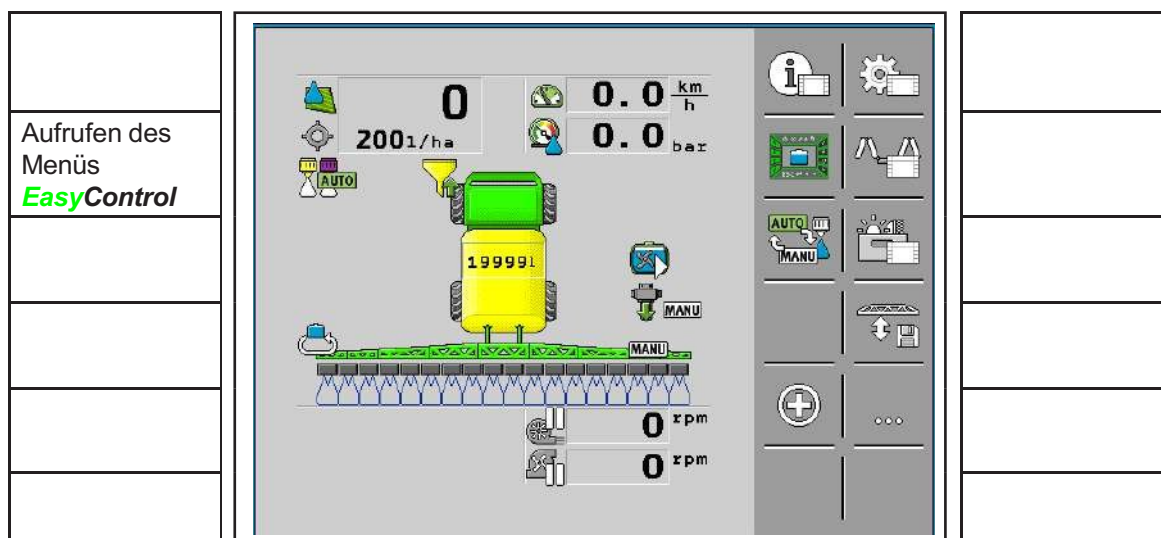 Aufrufen des
Menüs
EasyControl
0
0.0 km/h
200l/ha
0.0 bar
AUTO
19999l
MANU
MANU
0 rpm
0 rpm
i
AUTO
MANU
...